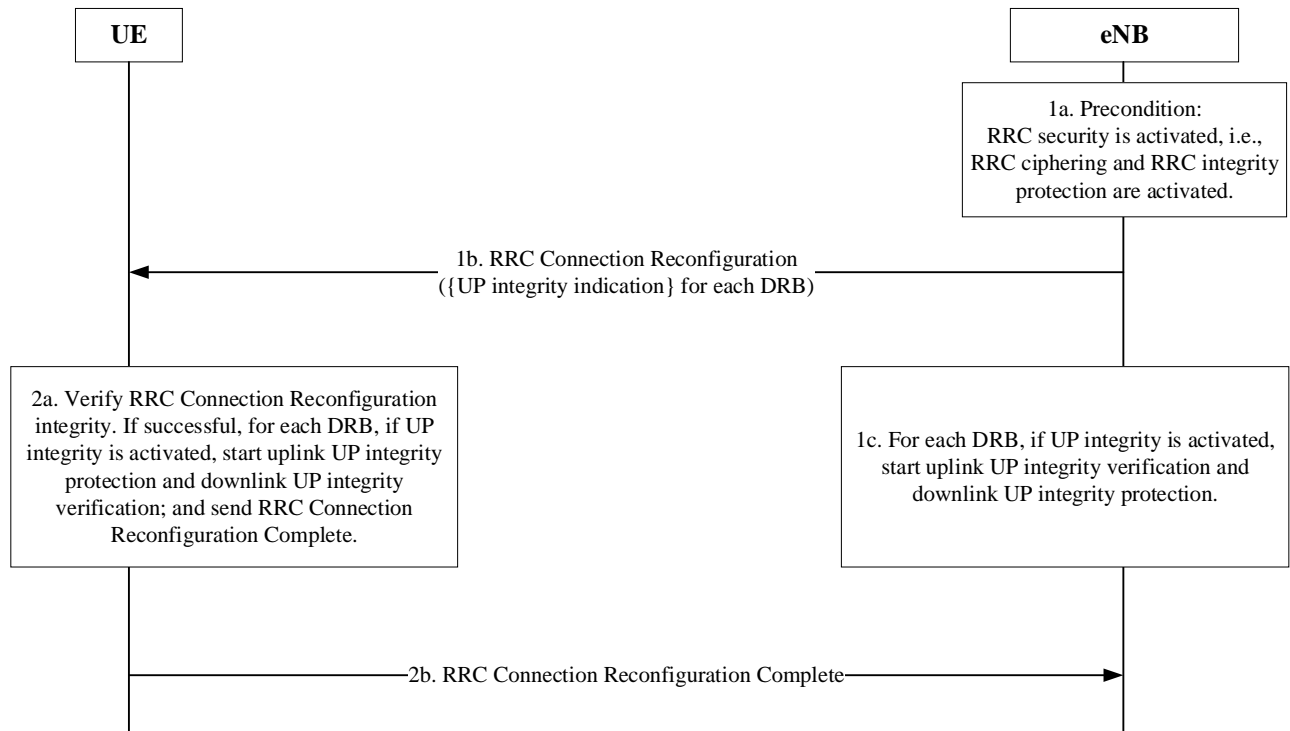 UE
eNB
1a. Precondition:
RRC security is activated, i.e.,
RRC ciphering and RRC integrity
protection are activated.
1b. RRC Connection Reconfiguration
({UP integrity indication} for each DRB)
2a. Verify RRC Connection Reconfiguration
integrity. If successful, for each DRB, if UP
integrity is activated, start uplink UP integrity
protection and downlink UP integrity
verification; and send RRC Connection
Reconfiguration Complete.
1c. For each DRB, if UP integrity is activated,
start uplink UP integrity verification and
downlink UP integrity protection.
2b. RRC Connection Reconfiguration Complete